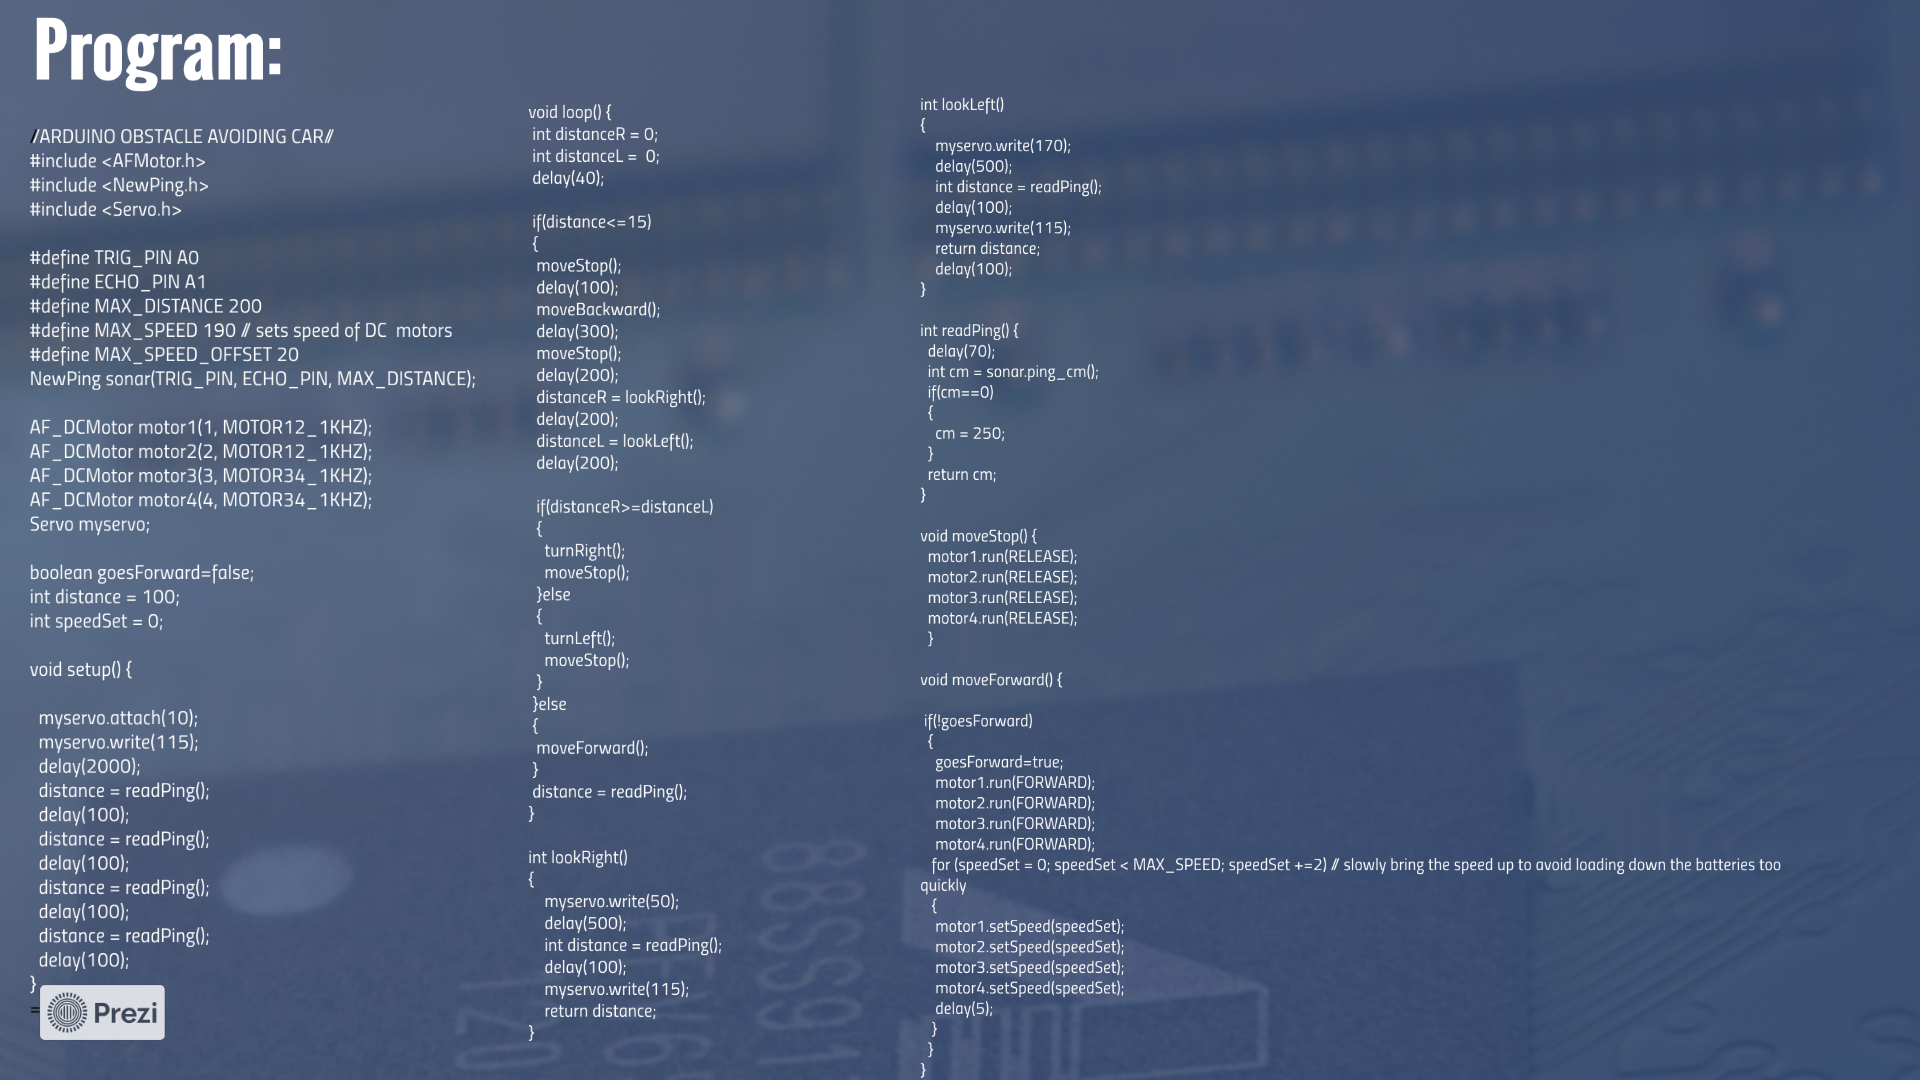 Program:
//ARDUINO OBSTACLE AVOIDING CAR//
#include <AFMotor.h>
#include <NewPing.h>
#include <Servo.h>
#define TRIG_PIN A0
#define ECHO_PIN A1
#define MAX_DISTANCE 200
#define MAX_SPEED 190 // sets speed of DC  motors
#define MAX_SPEED_OFFSET 20
NewPing sonar(TRIG_PIN, ECHO_PIN, MAX_DISTANCE);
AF_DCMotor motor1(1, MOTOR12_1KHZ);
AF_DCMotor motor2(2, MOTOR12_1KHZ);
AF_DCMotor motor3(3, MOTOR34_1KHZ);
AF_DCMotor motor4(4, MOTOR34_1KHZ);
Servo myservo;
boolean goesForward=false;
int distance = 100;
int speedSet = 0;
void setup() {
myservo.attach(10);
myservo.write(115);
delay(2000);
distance = readPing();
delay(100);
distance = readPing();
delay(100);
distance = readPing();
delay(100);
distance = readPing();
delay(100);
}
=
Prezi
void loop() {
int distanceR = 0;
int distanceL =  0;
delay(40);
if(distance<=15)
{
moveStop();
delay(100);
moveBackward();
delay(300);
moveStop();
delay(200);
distanceR = lookRight();
delay(200);
distanceL = lookLeft();
delay(200);
if(distanceR>=distanceL)
{
turnRight();
moveStop();
}else
{
turnLeft();
moveStop();
}
}else
{
moveForward();
}
distance = readPing();
}
int lookRight()
{
myservo.write(50);
delay(500);
int distance = readPing();
delay(100);
myservo.write(115);
return distance;
}
int lookLeft()
{
myservo.write(170);
delay(500);
int distance = readPing();
delay(100);
myservo.write(115);
return distance;
delay(100);
}
int readPing() {
delay(70);
int cm = sonar.ping_cm();
if(cm==0)
{
cm = 250;
}
return cm;
}
void moveStop() {
motor1.run(RELEASE);
motor2.run(RELEASE);
motor3.run(RELEASE);
motor4.run(RELEASE);
}
void moveForward() {
if(!goesForward)
{
goesForward=true;
motor1.run(FORWARD);
motor2.run(FORWARD);
motor3.run(FORWARD);
motor4.run(FORWARD);
for (speedSet = 0; speedSet < MAX_SPEED; speedSet +=2) // slowly bring the speed up to avoid loading down the batteries too
quickly
{
motor1.setSpeed(speedSet);
motor2.setSpeed(speedSet);
motor3.setSpeed(speedSet);
motor4.setSpeed(speedSet);
delay(5);
}
}
}